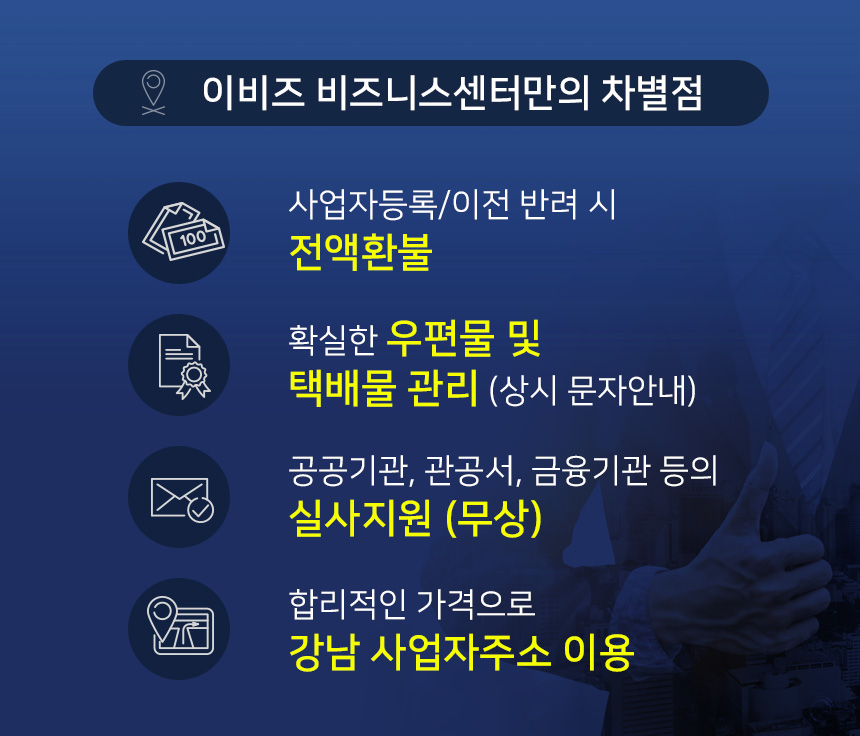 이비즈 비즈니스센터만의 차별점
사업자등록/이전 반려 시
전액환불
100
확실한 우편물 및
택배물 관리 (상시 문자안내)
공공기관, 관공서, 금융기관 등의
실사지원 (무상)
합리적인 가격으로
강남 사업자주소 이용